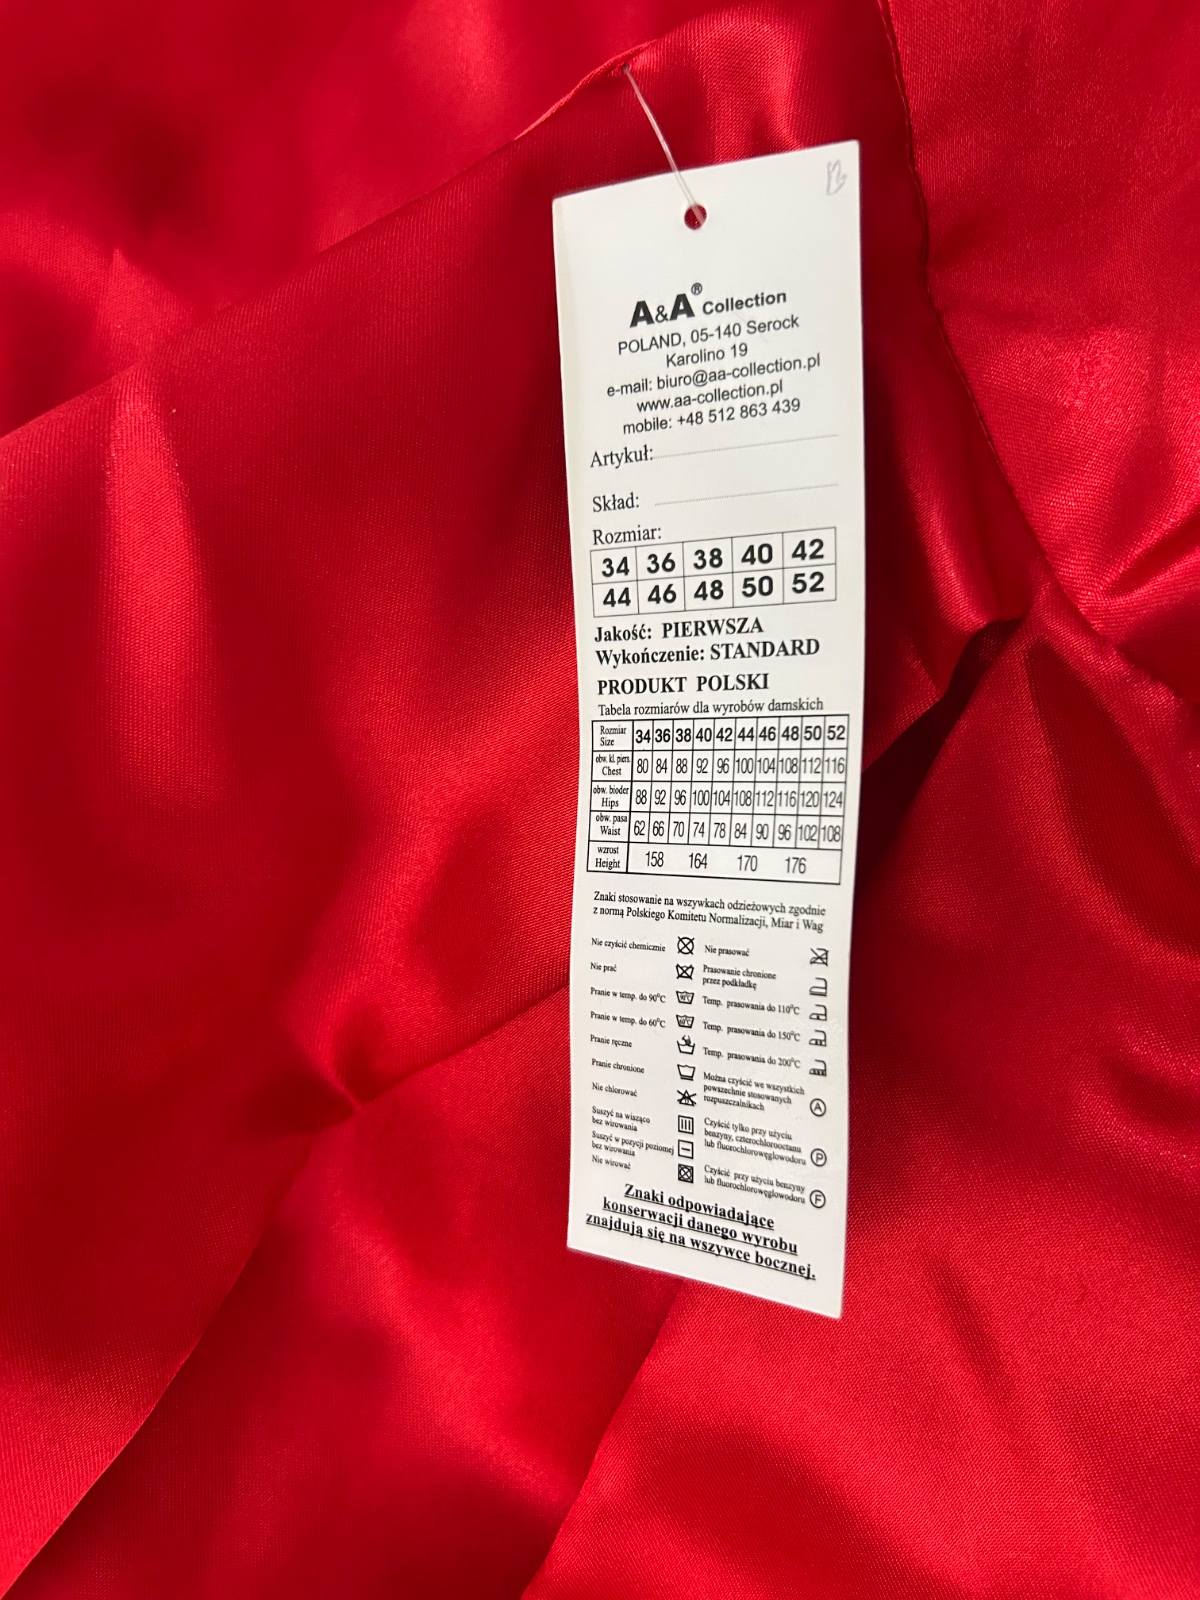 A&A® Collection
POLAND, 05-140 Serock
Karolino 19
e-mail: biuro@aa-collection.pl
www.aa-collection.pl
mobile: +48 512 863 439
Artykuł:
Skład:
Rozmiar:
34 36 38 40 42
44 46 48 50 52
Jakość: PIERWSZA
Wykończenie: STANDARD
PRODUKT POLSKI
Tabela rozmiarów dla wyrobów damskich
Rozmiar Size 34 36 38 40 42 44 46 48 50 52
obw. kl. piers. Chest 80 84 88 92 96 100 104 108 112 116
obw. bioder Hips 88 92 96 100 104 108 112 116 120 124
obw. pasa Waist 62 66 70 74 78 84 90 96 102 108
wzrost Height 158 164 170 176
Znaki stosowanie na wszywkach odzieżowych zgodnie
z normą Polskiego Komitetu Normalizacji, Miar i Wag
Nie czyścić chemicznie
Nie prać
Pranie w temp. do 90°C
Pranie w temp. do 60°C
Pranie ręczne
Pranie chronione
Nie chlorować
Suszyć na wisząco
bez wirowania
Suszyć w pozycji poziomej
bez wirowania
Nie wirować
Nie prasować
Prasowanie chronione
przez podkładkę
Temp. prasowania do 110°C
Temp. prasowania do 150°C
Temp. prasowania do 200°C
Można czyścić we wszystkich
powszechnie stosowanych
rozpuszczalnikach
A
Czyścić tylko przy użyciu
benzyny, czterochlorooctanu
lub fluorochlorowęglowodoru
P
Czyścić przy użyciu benzyny
lub fluorochlorowęglowodoru
F
Znaki odpowiadające
konserwacji danego wyrobu
znajdują się na wszywce bocznej.